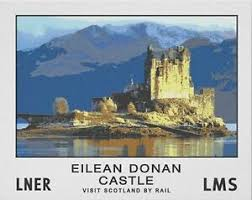 EILEAN DONAN
CASTLE
VISIT SCOTLAND BY RAIL
LNER
LMS